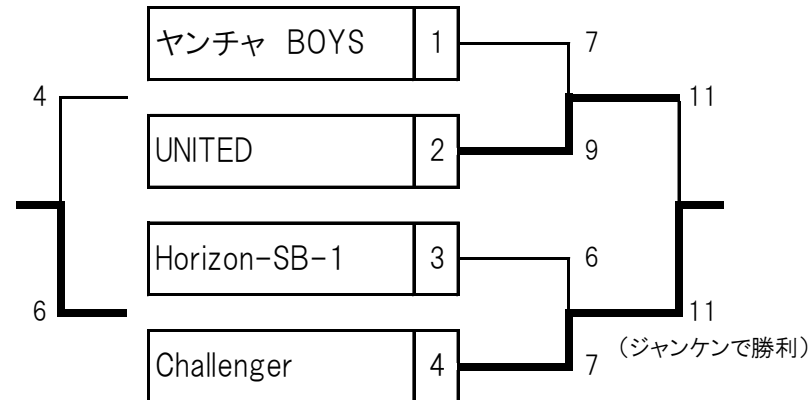 ヤンチャ BOYS 1 7
4 11
UNITED 2 9
Horizon-SB-1 3 6
6 11
(ジャンケンで勝利)
Challenger 4 7